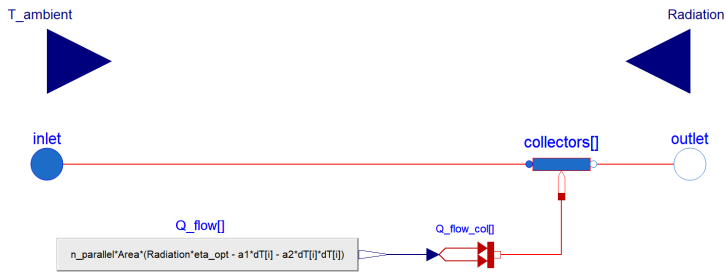 T_ambient
Radiation
inlet
collectors[]
outlet
Q_flow[]
Q_flow_col[]
n_parallel*Area*(Radiation*eta_opt - a1*dT[i] - a2*dT[i]*dT[i])